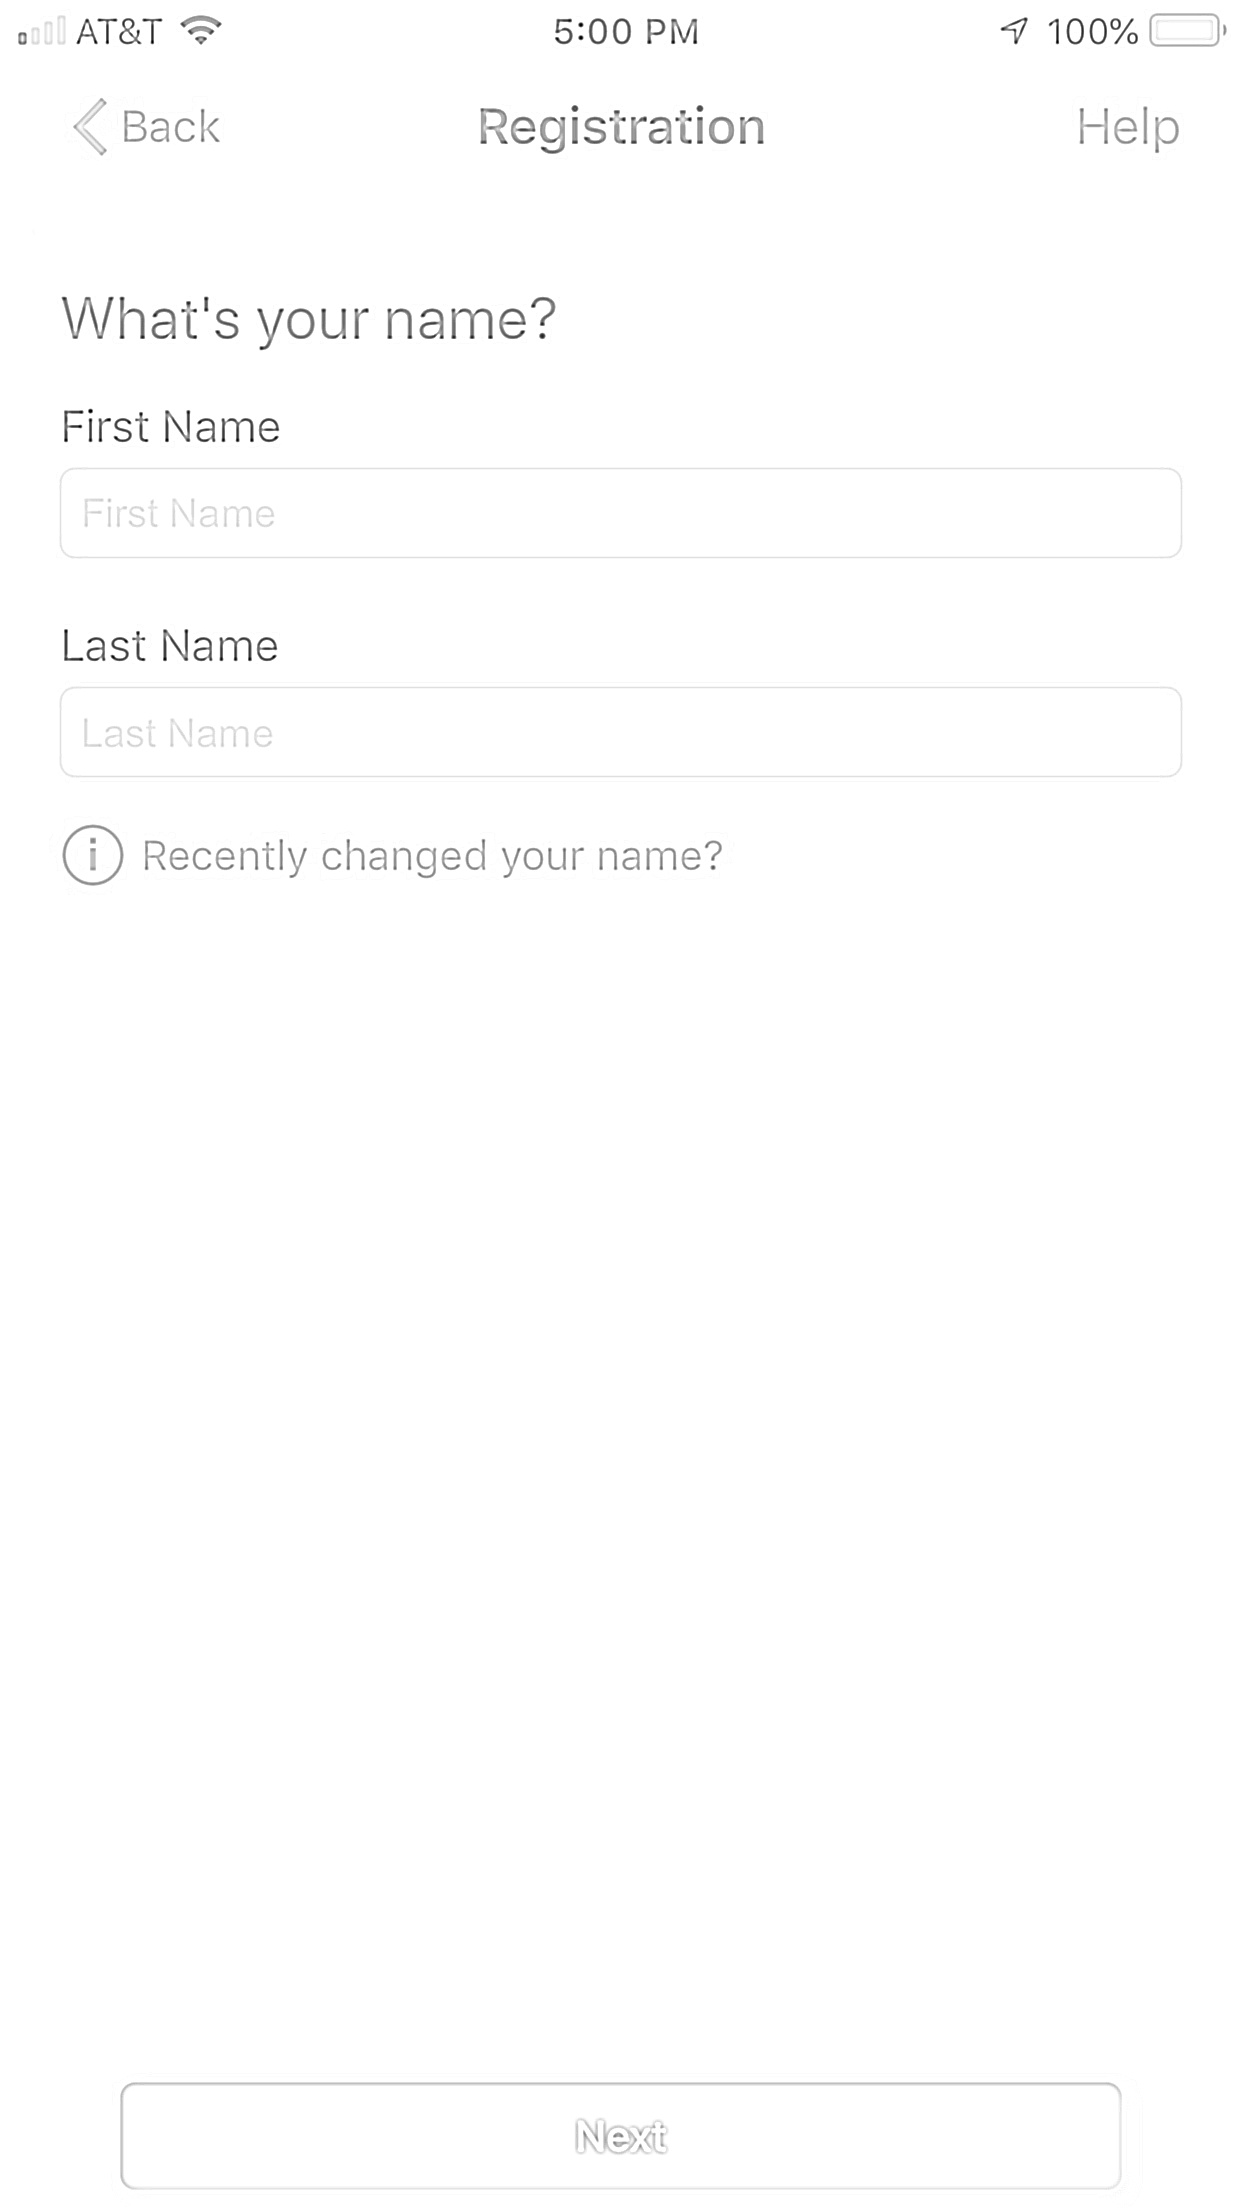 AT&T 5:00 PM 100%
Back Registration Help
What's your name?
First Name
First Name
Last Name
Last Name
i Recently changed your name?
Next